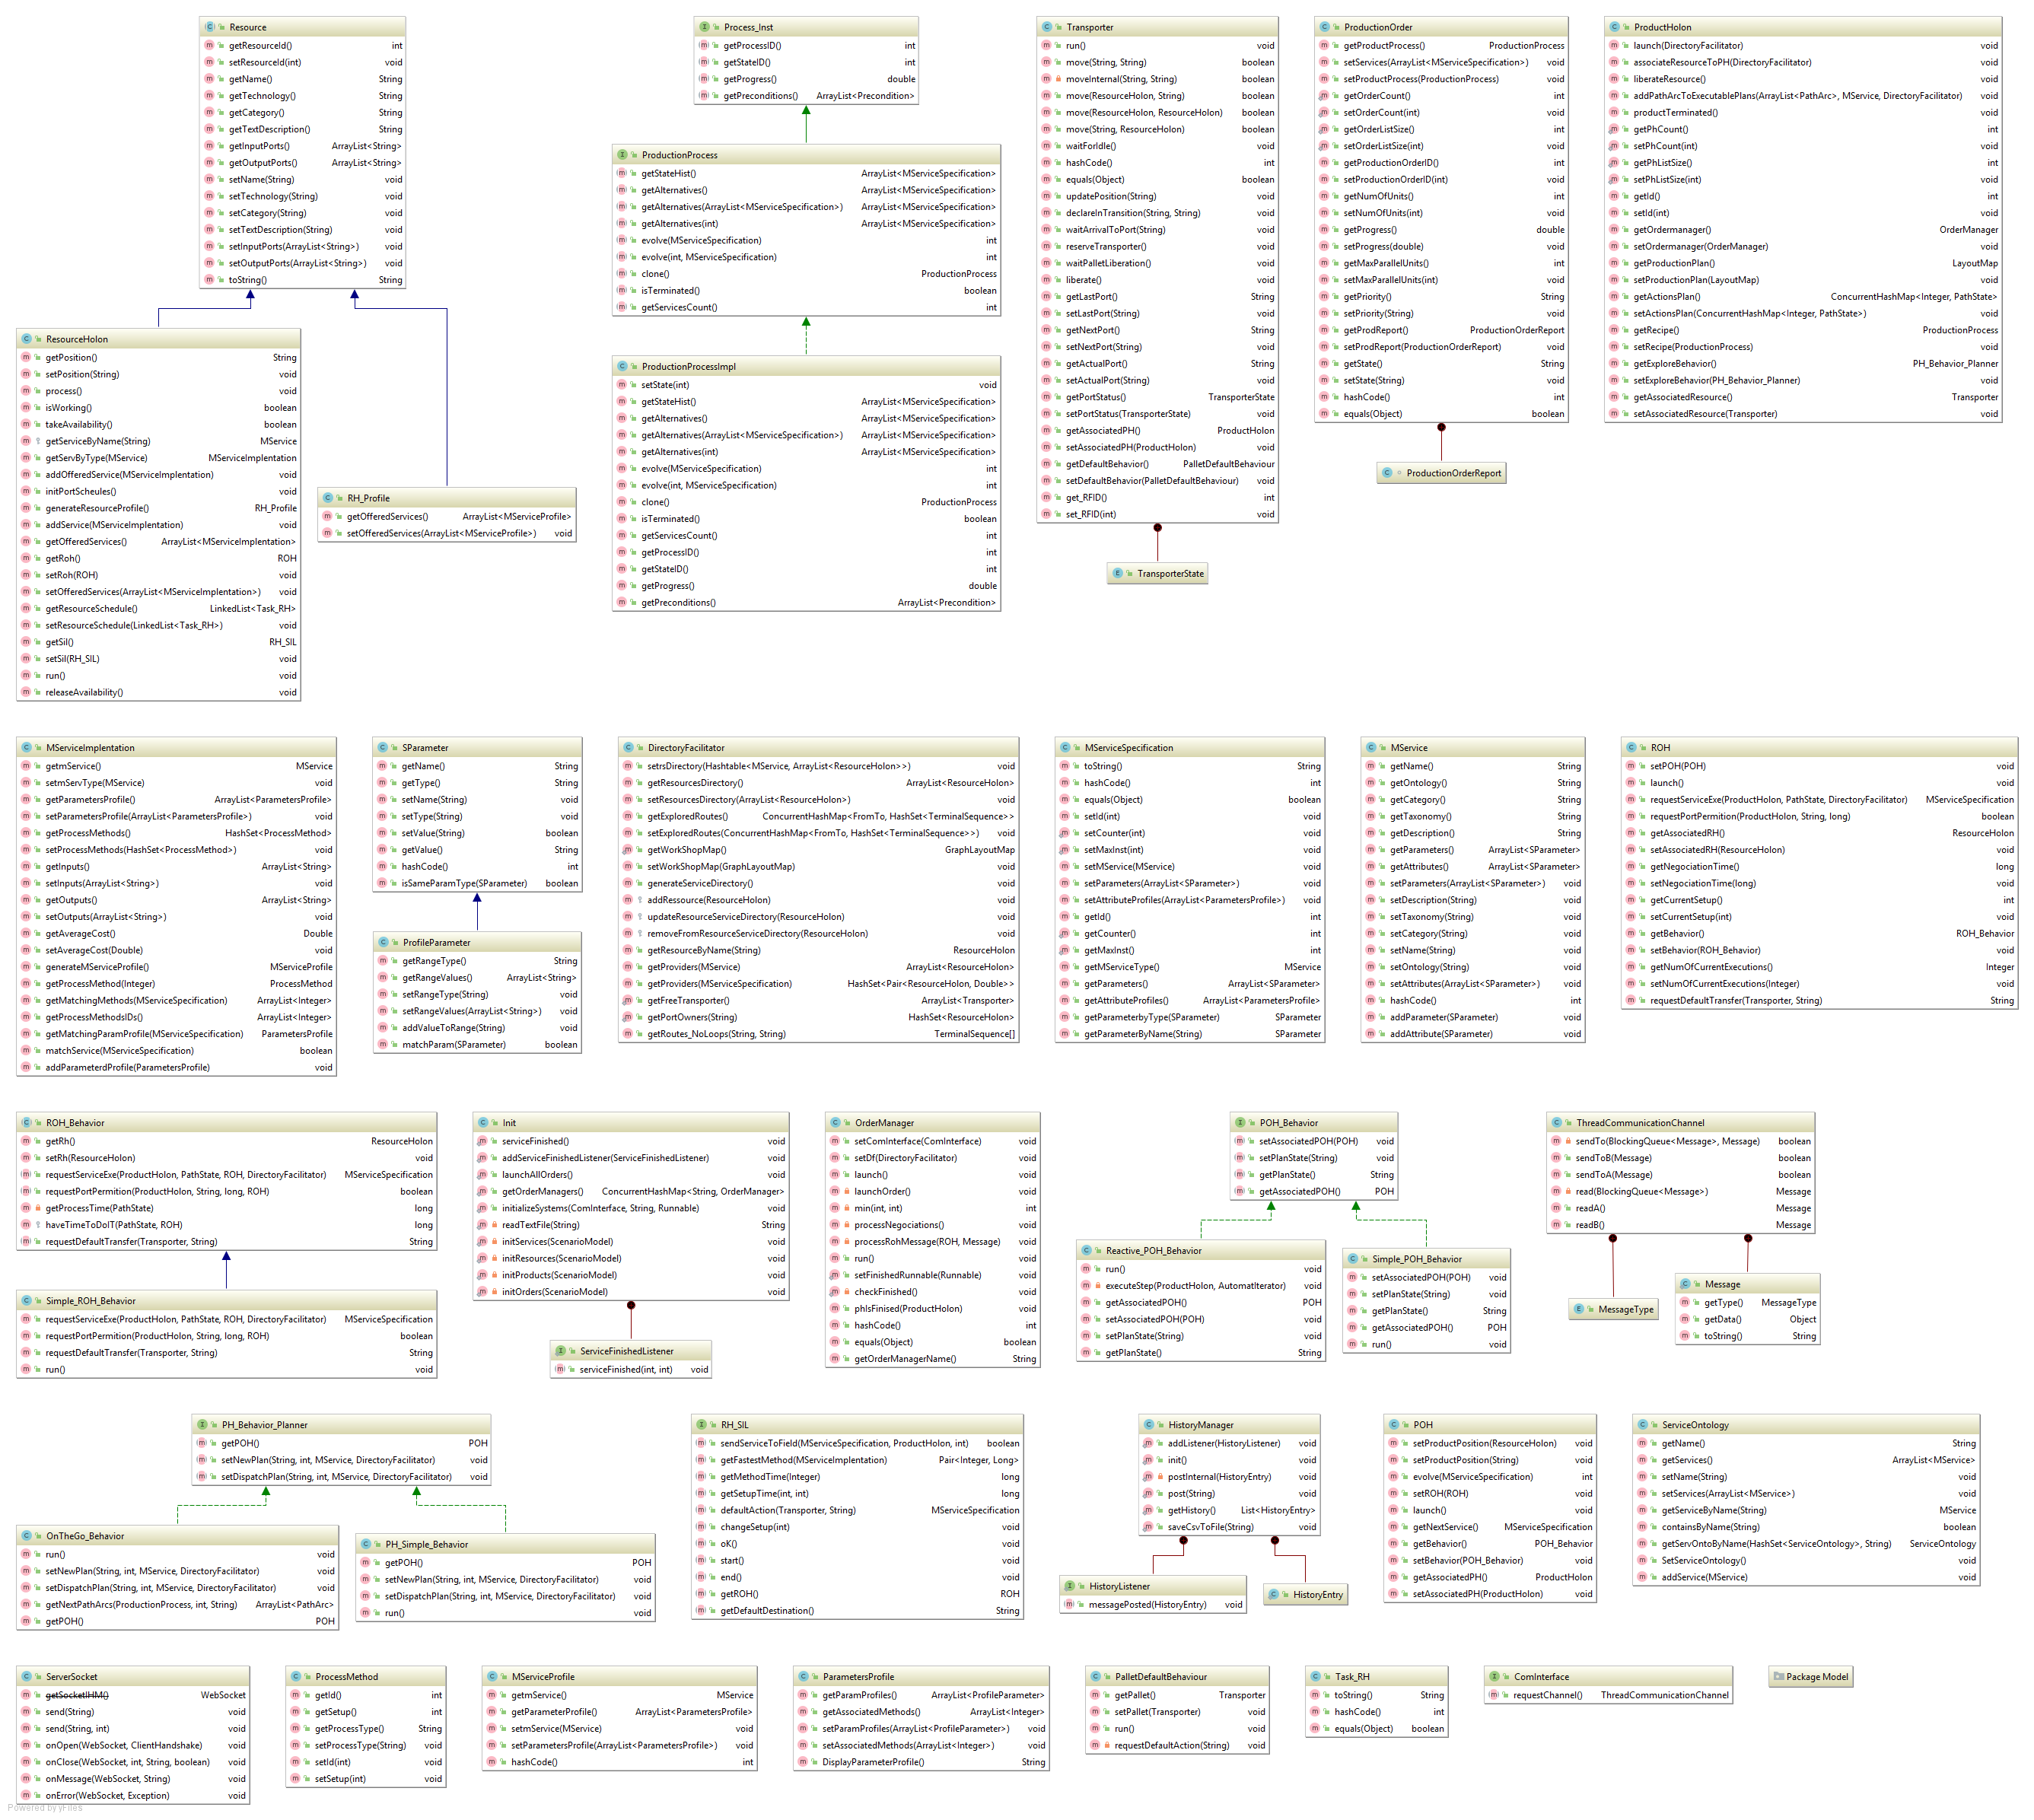 Resource
getResourceId() int
setResourceId(int) void
getName() String
getTechnology() String
getCategory() String
getTextDescription() String
getInputPorts() ArrayList<String>
getOutputPorts() ArrayList<String>
setName(String) void
setTechnology(String) void
setCategory(String) void
setTextDescription(String) void
setInputPorts(ArrayList<String>) void
setOutputPorts(ArrayList<String>) void
toString() String
ResourceHolon
getPosition() String
setPosition(String) void
process() void
isWorking() boolean
takeAvailability() boolean
getServiceByName(String) MService
getServByType(MService) MServiceImplentation
addOfferedService(MServiceImplentation) void
initPortScheules() void
generateResourceProfile() RH_Profile
addService(MServiceImplentation) void
getOfferedServices() ArrayList<MServiceImplentation>
getRoh() ROH
setRoh(ROH) void
setOfferedServices(ArrayList<MServiceImplentation>) void
getResourceSchedule() LinkedList<Task_RH>
setResourceSchedule(LinkedList<Task_RH>) void
getSil() RH_SIL
setSil(RH_SIL) void
run() void
releaseAvailability() void
RH_Profile
getOfferedServices() ArrayList<MServiceProfile>
setOfferedServices(ArrayList<MServiceProfile>) void
Process_Inst
getProcessID() int
getStateID() int
getProgress() double
getPreconditions() ArrayList<Precondition>
ProductionProcess
getStateHist() ArrayList<MServiceSpecification>
getAlternatives() ArrayList<MServiceSpecification>
getAlternatives(ArrayList<MServiceSpecification>) ArrayList<MServiceSpecification>
getAlternatives(int) ArrayList<MServiceSpecification>
evolve(MServiceSpecification) int
evolve(int, MServiceSpecification) int
clone() ProductionProcess
isTerminated() boolean
getServicesCount() int
ProductionProcessImpl
setState(int) void
getStateHist() ArrayList<MServiceSpecification>
getAlternatives() ArrayList<MServiceSpecification>
getAlternatives(ArrayList<MServiceSpecification>) ArrayList<MServiceSpecification>
getAlternatives(int) ArrayList<MServiceSpecification>
evolve(MServiceSpecification) int
evolve(int, MServiceSpecification) int
clone() ProductionProcess
isTerminated() boolean
getServicesCount() int
getProcessID() int
getStateID() int
getProgress() double
getPreconditions() ArrayList<Precondition>
Transporter
run() void
move(String, String) boolean
moveInternal(String, String) boolean
move(ResourceHolon, String) boolean
move(ResourceHolon, ResourceHolon) boolean
move(String, ResourceHolon) boolean
waitForIdle() void
hashCode() int
equals(Object) boolean
updatePosition(String) void
declareInTransition(String, String) void
waitArrivalToPort(String) void
reserveTransporter() void
waitPalletLiberation() void
liberate() void
getLastPort() String
setLastPort(String) void
getNextPort() String
setNextPort(String) void
getActualPort() String
setActualPort(String) void
getPortStatus() TransporterState
setPortStatus(TransporterState) void
getAssociatedPH() ProductHolon
setAssociatedPH(ProductHolon) void
getDefaultBehavior() PalletDefaultBehaviour
setDefaultBehavior(PalletDefaultBehaviour) void
get_RFID() int
set_RFID(int) void
TransporterState
ProductionOrder
getProductProcess() ProductionProcess
setServices(ArrayList<MServiceSpecification>) void
setProductProcess(ProductionProcess) void
getOrderCount() int
setOrderCount(int) void
getOrderListSize() int
setOrderListSize(int) void
getProductionOrderID() int
setProductionOrderID(int) void
getNumOfUnits() int
setNumOfUnits(int) void
getProgress() double
setProgress(double) void
getMaxParallelUnits() int
setMaxParallelUnits(int) void
getPriority() String
setPriority(String) void
getProdReport() ProductionOrderReport
setProdReport(ProductionOrderReport) void
getState() String
setState(String) void
hashCode() int
equals(Object) boolean
ProductionOrderReport
ProductHolon
launch(DirectoryFacilitator) void
associateResourceToPH(DirectoryFacilitator) void
liberateResource() void
addPathArcToExecutablePlans(ArrayList<PathArc>, MService, DirectoryFacilitator) void
productTerminated() void
getPhCount() int
setPhCount(int) void
getPhListSize() int
setPhListSize(int) void
getId() int
setId(int) void
getOrdermanager() OrderManager
setOrdermanager(OrderManager) void
getProductionPlan() LayoutMap
setProductionPlan(LayoutMap) void
getActionsPlan() ConcurrentHashMap<Integer, PathState>
setActionsPlan(ConcurrentHashMap<Integer, PathState>) void
getRecipe() ProductionProcess
setRecipe(ProductionProcess) void
getExploreBehavior() PH_Behavior_Planner
setExploreBehavior(PH_Behavior_Planner) void
getAssociatedResource() Transporter
setAssociatedResource(Transporter) void
MServiceImplentation
getmService() MService
setmServType(MService) void
getParametersProfile() ArrayList<ParametersProfile>
setParametersProfile(ArrayList<ParametersProfile>) void
getProcessMethods() HashSet<ProcessMethod>
setProcessMethods(HashSet<ProcessMethod>) void
getInputs() ArrayList<String>
setInputs(ArrayList<String>) void
getOutputs() ArrayList<String>
setOutputs(ArrayList<String>) void
getAverageCost() Double
setAverageCost(Double) void
generateMServiceProfile() MServiceProfile
getProcessMethod(Integer) ProcessMethod
getMatchingMethods(MServiceSpecification) ArrayList<Integer>
getProcessMethodsIDs() ArrayList<Integer>
getMatchingParamProfile(MServiceSpecification) ParametersProfile
matchService(MServiceSpecification) boolean
addParameterdProfile(ParametersProfile) void
SParameter
getName() String
getType() String
setName(String) void
setType(String) void
setValue(String) boolean
getValue() String
hashCode() int
isSameParamType(SParameter) boolean
ProfileParameter
getRangeType() String
getRangeValues() ArrayList<String>
setRangeType(String) void
setRangeValues(ArrayList<String>) void
addValueToRange(String) void
matchParam(SParameter) boolean
DirectoryFacilitator
setrsDirectory(Hashtable<MService, ArrayList<ResourceHolon>>) void
getResourcesDirectory() ArrayList<ResourceHolon>
setResourcesDirectory(ArrayList<ResourceHolon>) void
getExploredRoutes() ConcurrentHashMap<FromTo, HashSet<TerminalSequence>>
setExploredRoutes(ConcurrentHashMap<FromTo, HashSet<TerminalSequence>>) void
getWorkShopMap() GraphLayoutMap
setWorkShopMap(GraphLayoutMap) void
generateServiceDirectory() void
addRessource(ResourceHolon) void
updateResourceServiceDirectory(ResourceHolon) void
removeFromResourceServiceDirectory(ResourceHolon) void
getResourceByName(String) ResourceHolon
getProviders(MService) ArrayList<ResourceHolon>
getProviders(MServiceSpecification) HashSet<Pair<ResourceHolon, Double>>
getFreeTransporter() ArrayList<Transporter>
getPortOwners(String) HashSet<ResourceHolon>
getRoutes_NoLoops(String, String) TerminalSequence[]
MServiceSpecification
toString() String
hashCode() int
equals(Object) boolean
setId(int) void
setCounter(int) void
setMaxInst(int) void
setMService(MService) void
setParameters(ArrayList<SParameter>) void
setAttributeProfiles(ArrayList<ParametersProfile>) void
getId() int
getCounter() int
getMaxInst() int
getMServiceType() MService
getParameters() ArrayList<SParameter>
getAttributeProfiles() ArrayList<ParametersProfile>
getParameterbyType(SParameter) SParameter
getParameterByName(String) SParameter
MService
getName() String
getOntology() String
getCategory() String
getTaxonomy() String
getDescription() String
getParameters() ArrayList<SParameter>
getAttributes() ArrayList<SParameter>
setParameters(ArrayList<SParameter>) void
setDescription(String) void
setTaxonomy(String) void
setCategory(String) void
setName(String) void
setOntology(String) void
setAttributes(ArrayList<SParameter>) void
hashCode() int
addParameter(SParameter) void
addAttribute(SParameter) void
ROH
setPOH(POH) void
launch() void
requestServiceExe(ProductHolon, PathState, DirectoryFacilitator) MServiceSpecification
requestPortPermition(ProductHolon, String, long) boolean
getAssociatedRH() ResourceHolon
setAssociatedRH(ResourceHolon) void
getNegociationTime() long
setNegociationTime(long) void
getCurrentSetup() int
setCurrentSetup(int) void
getBehavior() ROH_Behavior
setBehavior(ROH_Behavior) void
getNumOfCurrentExecutions() Integer
setNumOfCurrentExecutions(Integer) void
requestDefaultTransfer(Transporter, String) String
ROH_Behavior
getRh() ResourceHolon
setRh(ResourceHolon) void
requestServiceExe(ProductHolon, PathState, ROH, DirectoryFacilitator) MServiceSpecification
requestPortPermition(ProductHolon, String, long, ROH) boolean
getProcessTime(PathState) long
haveTimeToDoIT(PathState, ROH) long
requestDefaultTransfer(Transporter, String) String
Simple_ROH_Behavior
requestServiceExe(ProductHolon, PathState, ROH, DirectoryFacilitator) MServiceSpecification
requestPortPermition(ProductHolon, String, long, ROH) boolean
requestDefaultTransfer(Transporter, String) String
run() void
Init
serviceFinished() void
addServiceFinishedListener(ServiceFinishedListener) void
launchAllOrders() void
getOrderManagers() ConcurrentHashMap<String, OrderManager>
initializeSystems(ComInterface, String, Runnable) void
readTextFile(String) String
initServices(ScenarioModel) void
initResources(ScenarioModel) void
initProducts(ScenarioModel) void
initOrders(ScenarioModel) void
ServiceFinishedListener
serviceFinished(int, int) void
OrderManager
setComInterface(ComInterface) void
setDf(DirectoryFacilitator) void
launch() void
launchOrder() void
min(int, int) int
processNegociations() void
processRohMessage(ROH, Message) void
run() void
setFinishedRunnable(Runnable) void
checkFinished() void
phIsFinised(ProductHolon) void
hashCode() int
equals(Object) boolean
getOrderManagerName() String
POH_Behavior
setAssociatedPOH(POH) void
setPlanState(String) void
getPlanState() String
getAssociatedPOH() POH
Reactive_POH_Behavior
run() void
executeStep(ProductHolon, AutomatIterator) void
getAssociatedPOH() POH
setAssociatedPOH(POH) void
setPlanState(String) void
getPlanState() String
Simple_POH_Behavior
setAssociatedPOH(POH) void
setPlanState(String) void
getPlanState() String
getAssociatedPOH() POH
run() void
ThreadCommunicationChannel
sendTo(BlockingQueue<Message>, Message) boolean
sendToB(Message) boolean
sendToA(Message) boolean
read(BlockingQueue<Message>) Message
readA() Message
readB() Message
MessageType
Message
getType() MessageType
getData() Object
toString() String
PH_Behavior_Planner
getPOH() POH
setNewPlan(String, int, MService, DirectoryFacilitator) void
setDispatchPlan(String, int, MService, DirectoryFacilitator) void
OnTheGo_Behavior
run() void
setNewPlan(String, int, MService, DirectoryFacilitator) void
setDispatchPlan(String, int, MService, DirectoryFacilitator) void
getNextPathArcs(ProductionProcess, int, String) ArrayList<PathArc>
getPOH() POH
PH_Simple_Behavior
getPOH() POH
setNewPlan(String, int, MService, DirectoryFacilitator) void
setDispatchPlan(String, int, MService, DirectoryFacilitator) void
run() void
RH_SIL
sendServiceToField(MServiceSpecification, ProductHolon, int) boolean
getFastestMethod(MServiceImplentation) Pair<Integer, Long>
getMethodTime(Integer) long
getSetupTime(int, int) long
defaultAction(Transporter, String) MServiceSpecification
changeSetup(int) void
oK() void
start() void
end() void
getROH() ROH
getDefaultDestination() String
HistoryManager
addListener(HistoryListener) void
init() void
postInternal(HistoryEntry) void
post(String) void
getHistory() List<HistoryEntry>
saveCsvToFile(String) void
HistoryListener
messagePosted(HistoryEntry) void
HistoryEntry
POH
setProductPosition(ResourceHolon) void
setProductPosition(String) void
evolve(MServiceSpecification) int
setROH(ROH) void
launch() void
getNextService() MServiceSpecification
getBehavior() POH_Behavior
setBehavior(POH_Behavior) void
getAssociatedPH() ProductHolon
setAssociatedPH(ProductHolon) void
ServiceOntology
getName() String
getServices() ArrayList<MService>
setName(String) void
setServices(ArrayList<MService>) void
getServiceByName(String) MService
containsByName(String) boolean
getServOntoByName(HashSet<ServiceOntology>, String) ServiceOntology
SetServiceOntology() void
addService(MService) void
ServerSocket
getSocketIHM() WebSocket
send(String) void
send(String, int) void
onOpen(WebSocket, ClientHandshake) void
onClose(WebSocket, int, String, boolean) void
onMessage(WebSocket, String) void
onError(WebSocket, Exception) void
ProcessMethod
getId() int
getSetup() int
getProcessType() String
setProcessType(String) void
setId(int) void
setSetup(int) void
MServiceProfile
getmService() MService
getParameterProfile() ArrayList<ParametersProfile>
setmService(MService) void
setParametersProfile(ArrayList<ParametersProfile>) void
hashCode() int
ParametersProfile
getParamProfiles() ArrayList<ProfileParameter>
getAssociatedMethods() ArrayList<Integer>
setParamProfiles(ArrayList<ProfileParameter>) void
setAssociatedMethods(ArrayList<Integer>) void
DisplayParameterProfile() String
PalletDefaultBehaviour
getPallet() Transporter
setPallet(Transporter) void
run() void
requestDefaultAction(String) void
Task_RH
toString() String
hashCode() int
equals(Object) boolean
ComInterface
requestChannel() ThreadCommunicationChannel
Package Model
Powered by yFiles